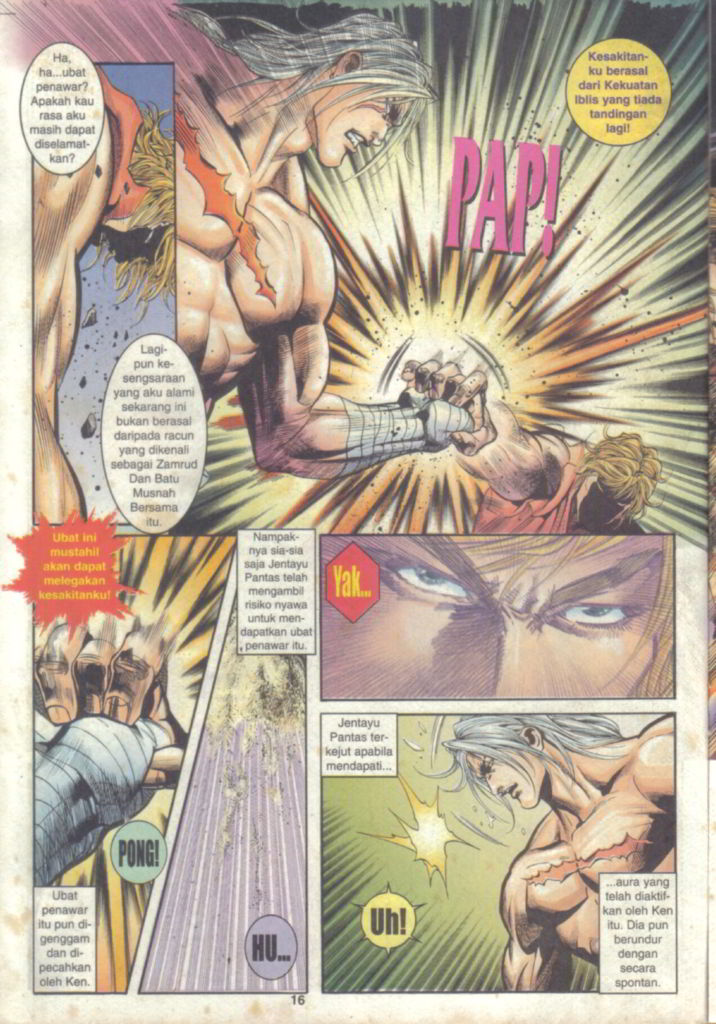 Ha,
ha...ubat
penawar?
Apakah kau
rasa aku
masih dapat
diselamat-
kan?
Kesakitan-
ku berasal
dari Kekuatan
Iblis yang tiada
tandingan
lagi!
PAP!
Lagi-
pun ke-
sengsaraan
yang aku alami
sekarang ini
bukan berasal
daripada racun
yang dikenali
sebagai Zamrud
Dan Batu
Musnah
Bersama
itu.
Ubat ini
mustahil
akan dapat
melegakan
kesakitanku!
Nampak-
nya sia-sia
saja Jentayu
Pantas telah
mengambil
risiko nyawa
untuk men-
dapatkan ubat
penawar itu.
Yak...
PONG!
Ubat
penawar
itu pun di-
genggam
dan di-
pecahkan
oleh Ken.
HU...
Jentayu
Pantas ter-
kejut apabila
mendapati...
Uh!
...aura yang
telah diaktif-
kan oleh Ken
itu. Dia pun
berundur
dengan
secara
spontan.
16